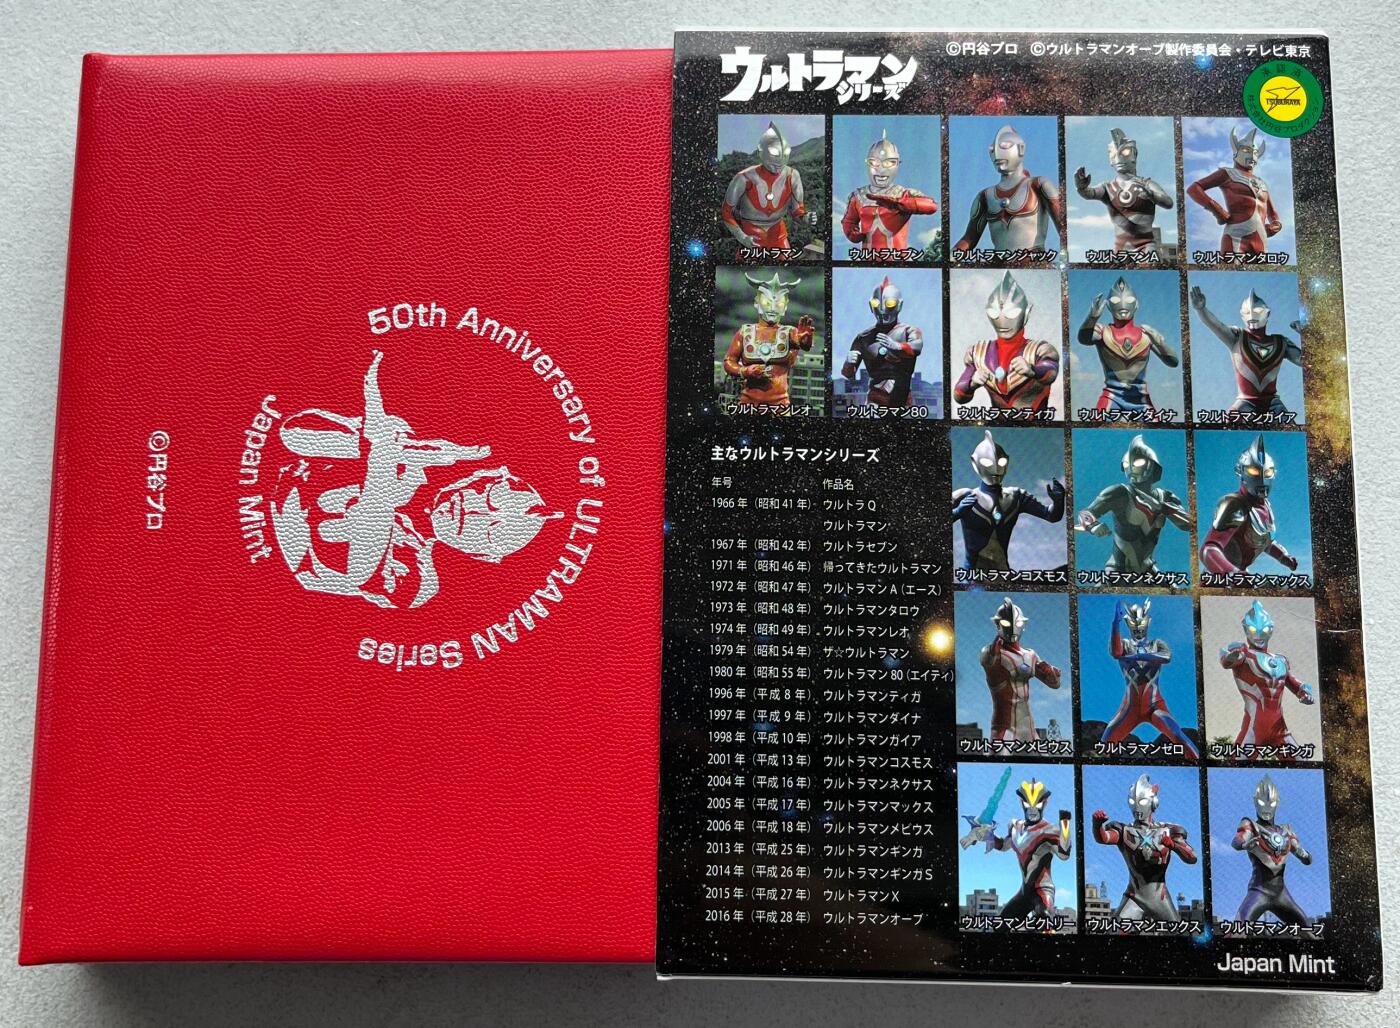 50th Anniversary of ULTRAMAN Series
Japan Mint
©円谷プロ
ウルトラマン
シリーズ
©円谷プロ ©ウルトラマンオーブ製作委員会・テレビ東京
TSUBURAYA
株式会社円谷プロダクション
ウルトラマン
ウルトラセブン
ウルトラマンジャック
ウルトラマンA
ウルトラマンタロウ
ウルトラマンレオ
ウルトラマン80
ウルトラマンティガ
ウルトラマンダイナ
ウルトラマンガイア
ウルトラマンコスモス
ウルトラマンネクサス
ウルトラマンマックス
ウルトラマンメビウス
ウルトラマンゼロ
ウルトラマンギンガ
ウルトラマンビクトリー
ウルトラマンエックス
ウルトラマンオーブ
主なウルトラマンシリーズ
年号 作品名
1966年（昭和41年） ウルトラQ
ウルトラマン
1967年（昭和42年） ウルトラセブン
1971年（昭和46年） 帰ってきたウルトラマン
1972年（昭和47年） ウルトラマンA（エース）
1973年（昭和48年） ウルトラマンタロウ
1974年（昭和49年） ウルトラマンレオ
1979年（昭和54年） ザ☆ウルトラマン
1980年（昭和55年） ウルトラマン80（エイティ）
1996年（平成8年） ウルトラマンティガ
1997年（平成9年） ウルトラマンダイナ
1998年（平成10年） ウルトラマンガイア
2001年（平成13年） ウルトラマンコスモス
2004年（平成16年） ウルトラマンネクサス
2005年（平成17年） ウルトラマンマックス
2006年（平成18年） ウルトラマンメビウス
2013年（平成25年） ウルトラマンギンガ
2014年（平成26年） ウルトラマンギンガS
2015年（平成27年） ウルトラマンX
2016年（平成28年） ウルトラマンオーブ
Japan Mint